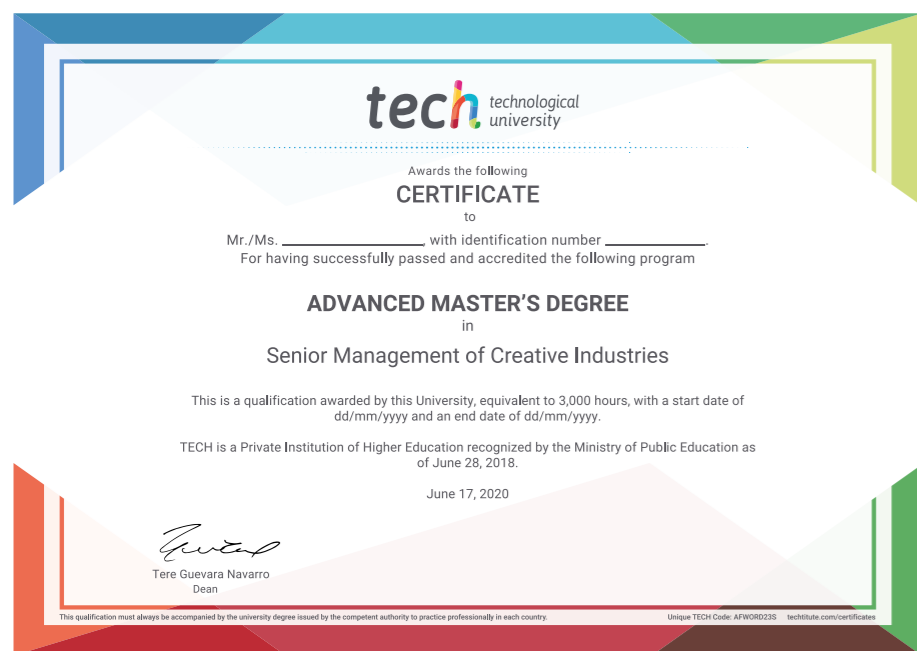 tech technological
university
Awards the following
CERTIFICATE
to
Mr./Ms. ____________, with identification number ____________.
For having successfully passed and accredited the following program
ADVANCED MASTER'S DEGREE
in
Senior Management of Creative Industries
This is a qualification awarded by this University, equivalent to 3,000 hours, with a start date of
dd/mm/yyyy and an end date of dd/mm/yyyy.
TECH is a Private Institution of Higher Education recognized by the Ministry of Public Education as
of June 28, 2018.
June 17, 2020
Tere Guevara Navarro
Dean
This qualification must always be accompanied by the university degree issued by the competent authority to practice professionally in each country.
Unique TECH Code: AFWORD23S techtitute.com/certificates